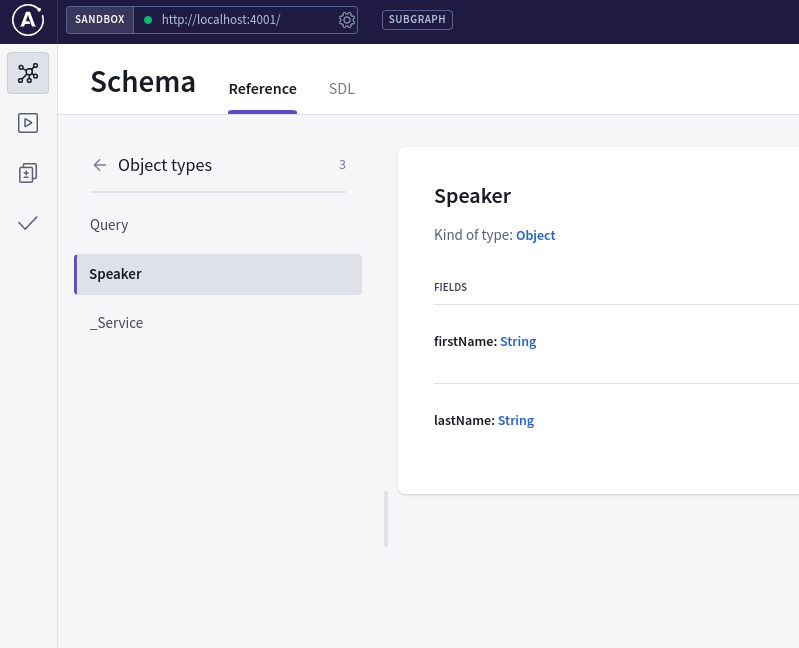 SANDBOX http://localhost:4001/ SUBGRAPH
Schema Reference SDL
Object types 3
Query
Speaker
_Service
Speaker
Kind of type: Object
FIELDS
firstName: String
lastName: String